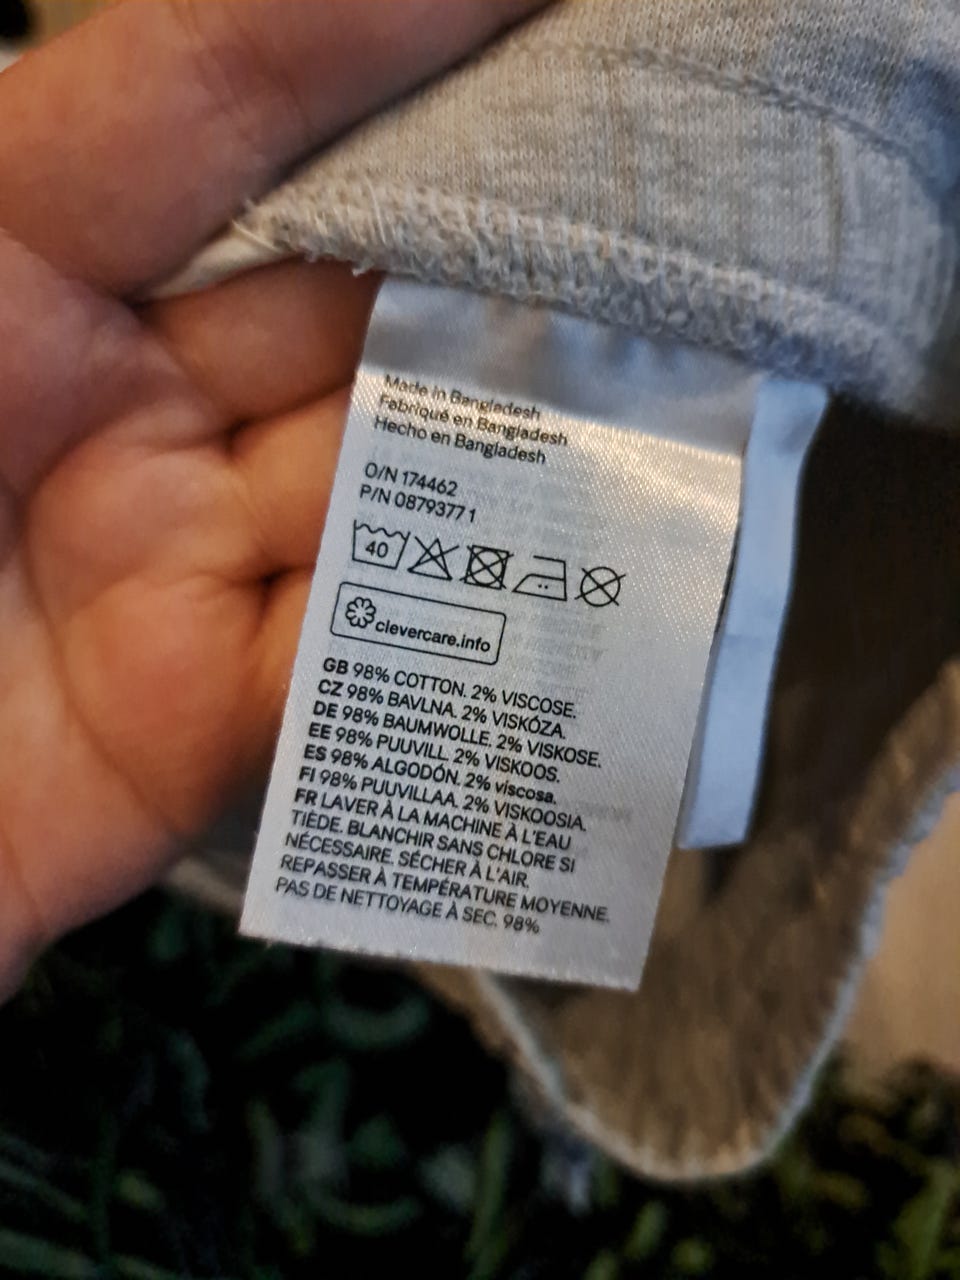 Made in Bangladesh
Fabriqué en Bangladesh
Hecho en Bangladesh
O/N 174462
P/N 0879377 1
40
clevercare.info
GB 98% COTTON. 2% VISCOSE.
CZ 98% BAVLNA. 2% VISKÓZA.
DE 98% BAUMWOLLE. 2% VISKOSE.
EE 98% PUUVILL. 2% VISKOOS.
ES 98% ALGODÓN. 2% viscosa.
FI 98% PUUVILLAA. 2% VISKOOSIA.
FR LAVER À LA MACHINE À L'EAU
TIÈDE. BLANCHIR SANS CHLORE SI
NÉCESSAIRE. SÉCHER À L'AIR.
REPASSER À TEMPÉRATURE MOYENNE.
PAS DE NETTOYAGE À SEC. 98%